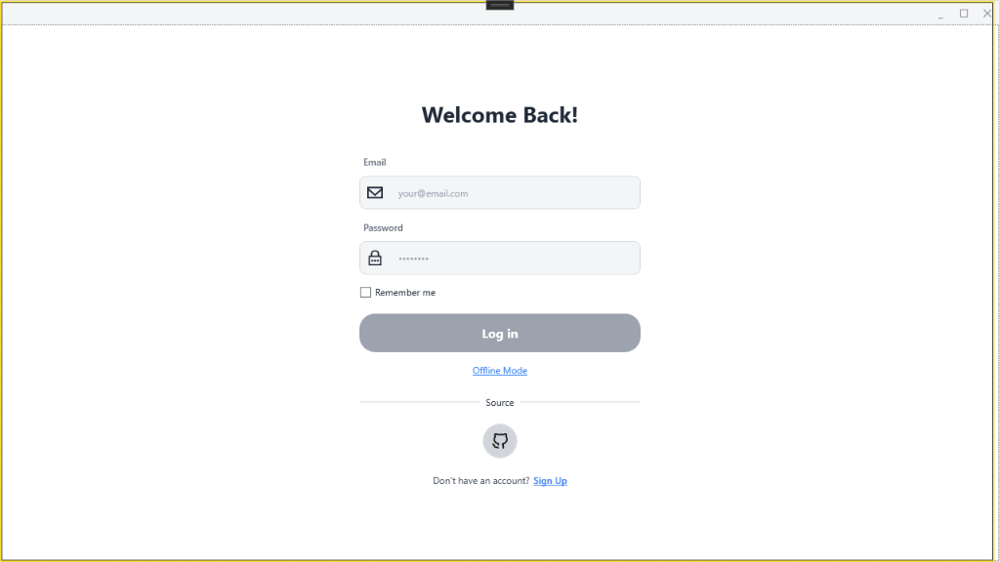 Welcome Back!
Email
your@email.com
Password
••••••••
Remember me
Log in
Offline Mode
Source
Don't have an account? Sign Up